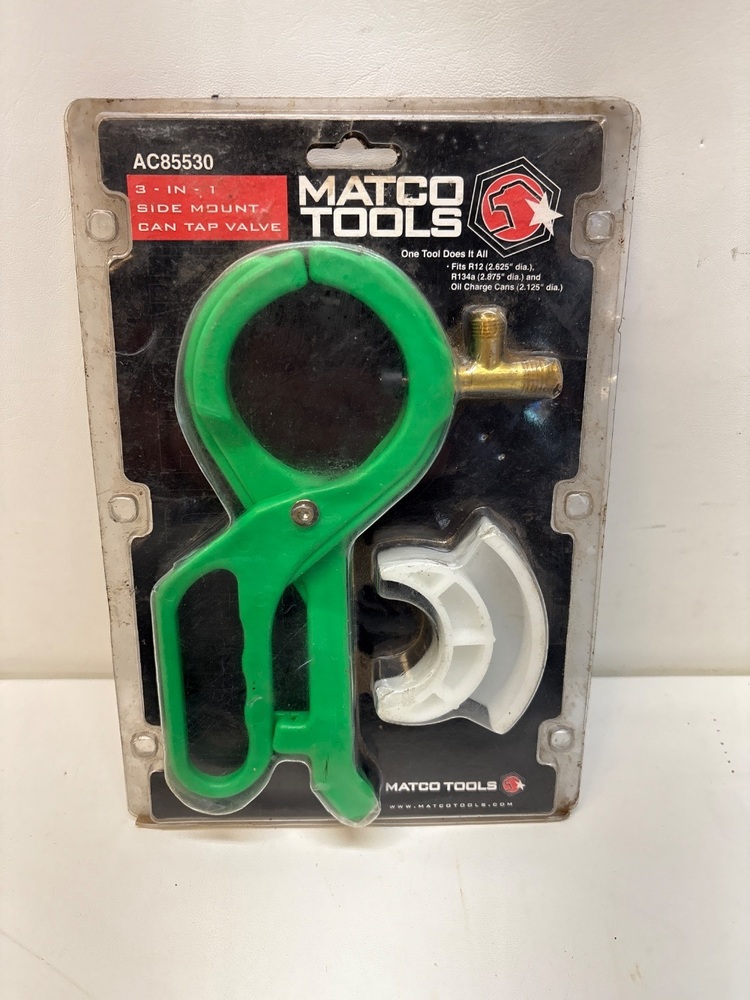 AC85530
3 - IN - 1
SIDE MOUNT
CAN TAP VALVE
MATCO
TOOLS
One Tool Does It All
· Fits R12 (2.625" dia.),
R134a (2.875" dia.) and
Oil Charge Cans (2.125" dia.)
MATCO TOOLS
WWW.MATCOTOOLS.COM